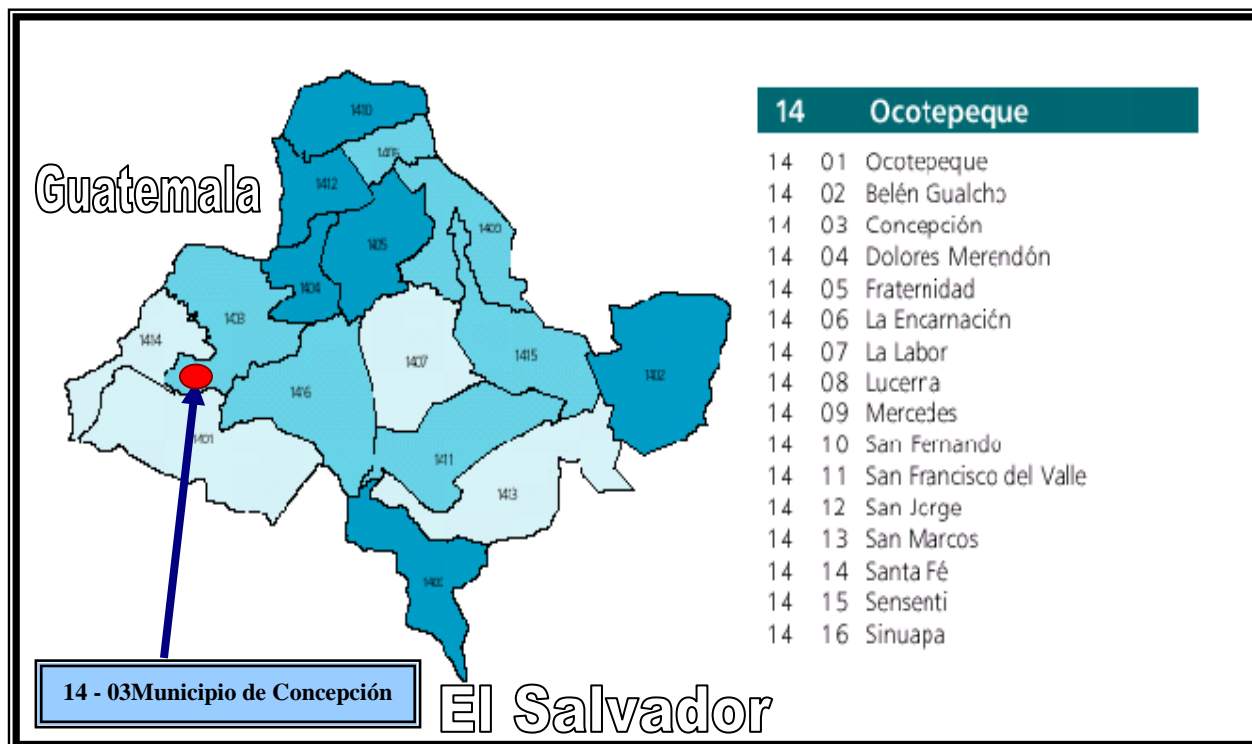 Guatemala
1410
1412
1405
1404
1403
1414
1407
1415
1402
1416
1401
1411
1413
14 - 03Municipio de Concepción
El Salvador
14 Ocotepeque
14 01 Ocotepeque
14 02 Belén Gualcho
14 03 Concepción
14 04 Dolores Merendón
14 05 Fraternidad
14 06 La Encarnación
14 07 La Labor
14 08 Lucerna
14 09 Mercedes
14 10 San Fernando
14 11 San Francisco del Valle
14 12 San Jorge
14 13 San Marcos
14 14 Santa Fé
14 15 Sensenti
14 16 Sinuapa